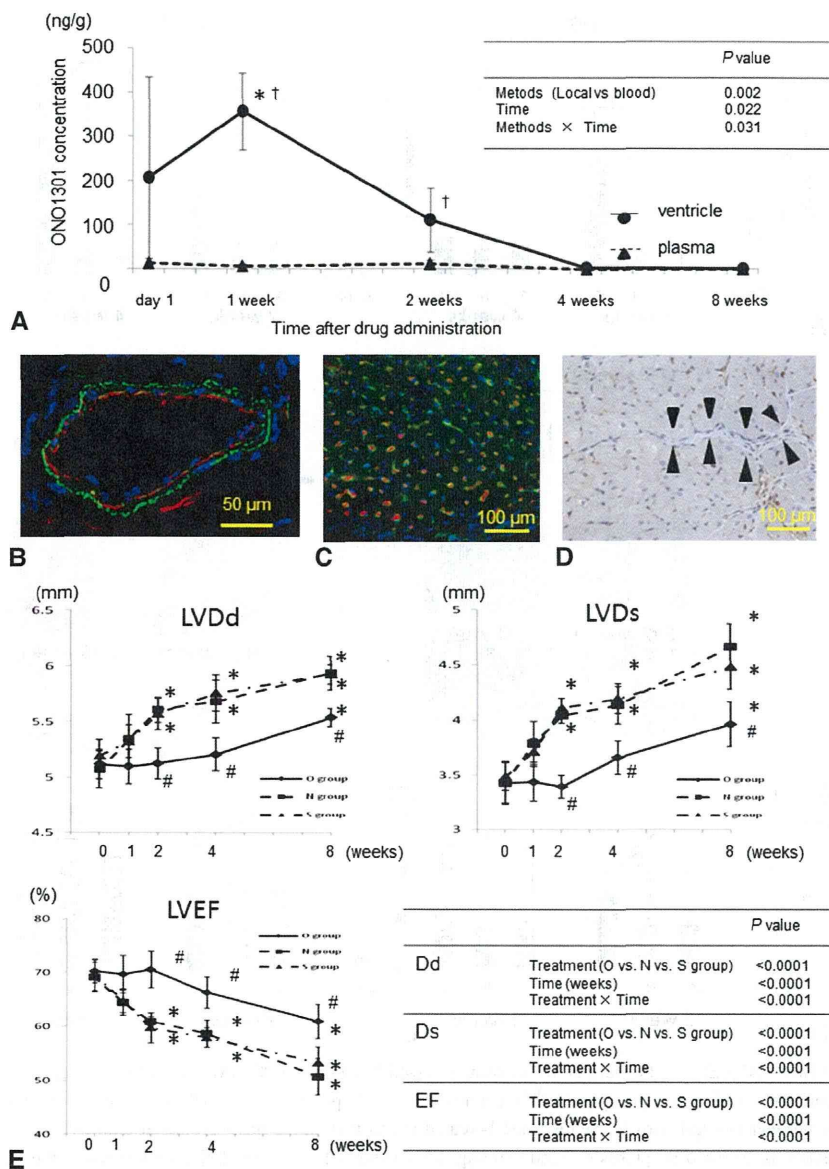 (ng/g)
500
400
300
200
100
0
ONO1301 concentration
P value
Metods (Local vs blood) 0.002
Time 0.022
Methods × Time 0.031
* †
†
ventricle
plasma
day 1 1 week 2 weeks 4 weeks 8 weeks
Time after drug administration
A
50 µm
100 µm
100 µm
B C D
(mm)
LVDd
6.5
6
5.5
5
4.5
* * * * * *
# # #
O group
N group
S group
0 1 2 4 8 (weeks)
(mm)
LVDs
5
4.5
4
3.5
3
* * * * * * *
# # #
O group
N group
S group
0 1 2 4 8 (weeks)
(%)
LVEF
80
70
60
50
40
# # #
* * * * * * *
O group
N group
S group
0 1 2 4 8 (weeks)
E
P value
Dd Treatment (O vs. N vs. S group) <0.0001
Time (weeks) <0.0001
Treatment × Time <0.0001
Ds Treatment (O vs. N vs. S group) <0.0001
Time (weeks) <0.0001
Treatment × Time <0.0001
EF Treatment (O vs. N vs. S group) <0.0001
Time (weeks) <0.0001
Treatment × Time <0.0001